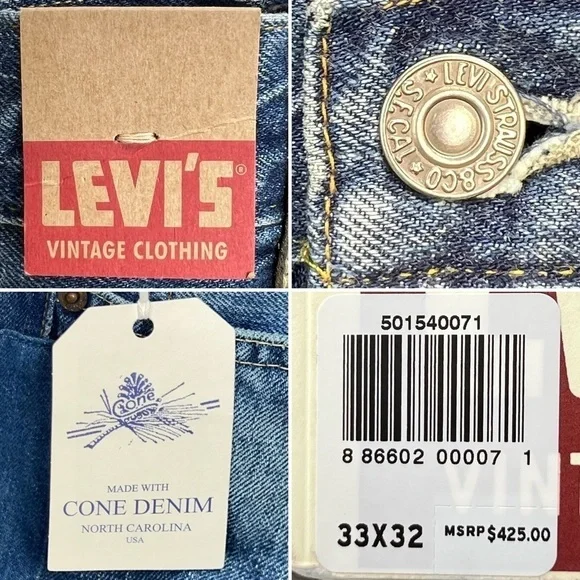 LEVI'S®
VINTAGE CLOTHING
★ LEVI STRAUSS & CO ★ S.F. CAL
Cone
MADE WITH
CONE DENIM
NORTH CAROLINA
USA
501540071
8 86602 00007 1
33X32
MSRP$425.00
VINT